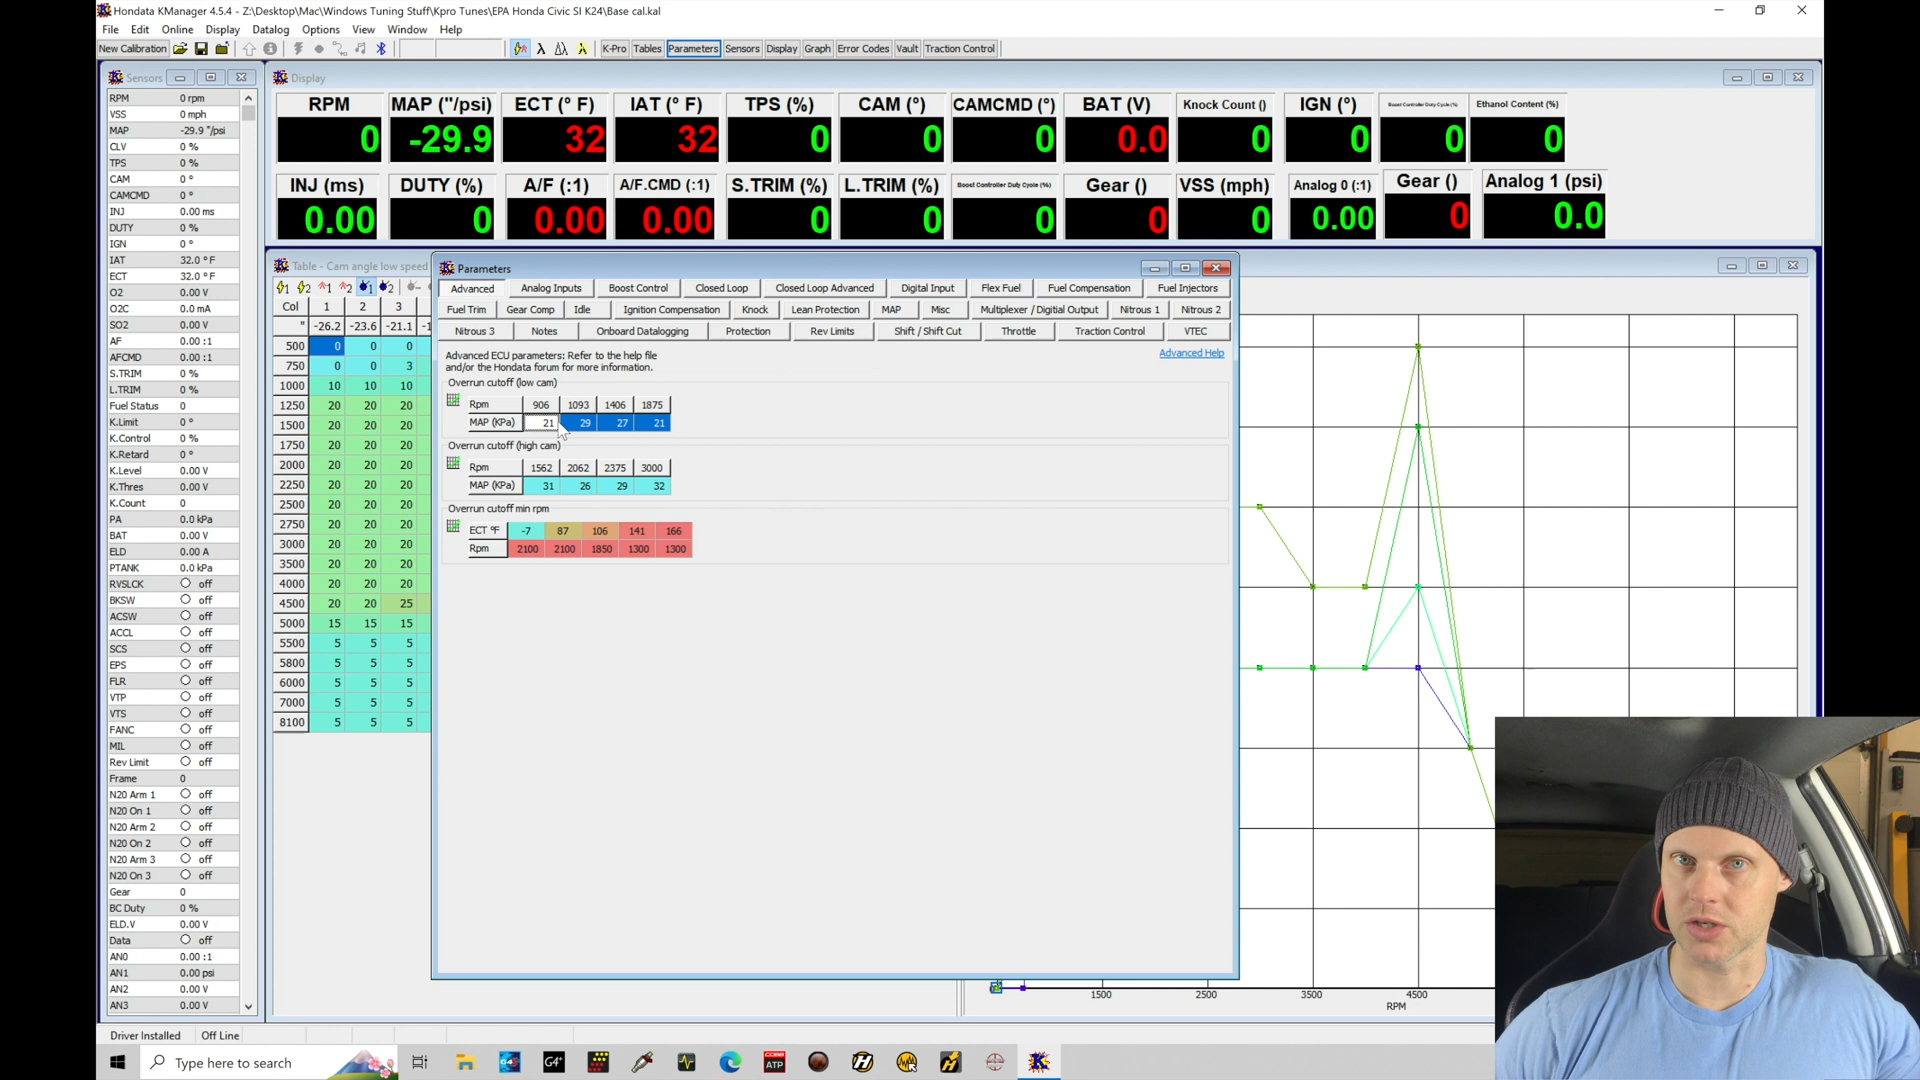 Hondata KManager 4.5.4 - Z:\Desktop\Mac\Windows Tuning Stuff\Kpro Tunes\EPA Honda Civic SI K24\Base cal.kal
File Edit Online Display Datalog Options View Window Help
New Calibration K-Pro Tables Parameters Sensors Display Graph Error Codes Vault Traction Control
Sensors
RPM 0 rpm
VSS 0 mph
MAP -29.9 "/psi
CLV 0 %
TPS 0 %
CAM 0 °
CAMCMD 0 °
INJ 0.00 ms
DUTY 0 %
IGN 0 °
IAT 32.0 °F
ECT 32.0 °F
O2 0.00 V
O2C 0.0 mA
SO2 0.00 V
AF 0.00 :1
AFCMD 0.00 :1
S.TRIM 0 %
L.TRIM 0 %
Fuel Status 0
K.Limit 0 °
K.Control 0 %
K.Retard 0 °
K.Level 0.00 V
K.Thres 0.00 V
K.Count 0
PA 0.0 kPa
BAT 0.00 V
ELD 0.00 A
PTANK 0.0 kPa
RVSLCK off
BKSW off
ACSW off
ACCL off
SCS off
EPS off
FLR off
VTP off
VTS off
FANC off
MIL off
Rev Limit off
Frame 0
N20 Arm 1 off
N20 On 1 off
N20 Arm 2 off
N20 On 2 off
N20 Arm 3 off
N20 On 3 off
Gear 0
BC Duty 0 %
ELD.V 0.00 V
Data off
AN0 0.00 :1
AN1 0.00 psi
AN2 0.00 V
AN3 0.00 V
Display
RPM MAP ("/psi) ECT (° F) IAT (° F) TPS (%) CAM (°) CAMCMD (°) BAT (V) Knock Count () IGN (°) Boost Controller Duty Cycle (%) Ethanol Content (%)
0 -29.9 32 32 0 0 0 0.0 0 0 0 0
INJ (ms) DUTY (%) A/F (:1) A/F.CMD (:1) S.TRIM (%) L.TRIM (%) Boost Controller Duty Cycle (%) Gear () VSS (mph) Analog 0 (:1) Gear () Analog 1 (psi)
0.00 0 0.00 0.00 0 0 0 0 0 0.00 0 0.0
Table - Cam angle low speed
Col 1 2 3
" -26.2 -23.6 -21.1 -1
500 0 0 0
750 0 0 3
1000 10 10 10
1250 20 20 20
1500 20 20 20
1750 20 20 20
2000 20 20 20
2250 20 20 20
2500 20 20 20
2750 20 20 20
3000 20 20 20
3500 20 20 20
4000 20 20 20
4500 20 20 25
5000 15 15 15
5500 5 5 5
5800 5 5 5
6000 5 5 5
7000 5 5 5
8100 5 5 5
Parameters
Advanced Analog Inputs Boost Control Closed Loop Closed Loop Advanced Digital Input Flex Fuel Fuel Compensation Fuel Injectors
Fuel Trim Gear Comp Idle Ignition Compensation Knock Lean Protection MAP Misc Multiplexer / Digital Output Nitrous 1 Nitrous 2
Nitrous 3 Notes Onboard Datalogging Protection Rev Limits Shift / Shift Cut Throttle Traction Control VTEC
Advanced ECU parameters: Refer to the help file
and/or the Hondata forum for more information.
Advanced Help
Overrun cutoff (low cam)
Rpm 906 1093 1406 1875
MAP (KPa) 21 29 27 21
Overrun cutoff (high cam)
Rpm 1562 2062 2375 3000
MAP (KPa) 31 26 29 32
Overrun cutoff min rpm
ECT °F -7 87 106 141 166
Rpm 2100 2100 1850 1300 1300
1500 2500 3500 4500
RPM
Driver Installed Off Line
Type here to search
G4+
COBB
ATP